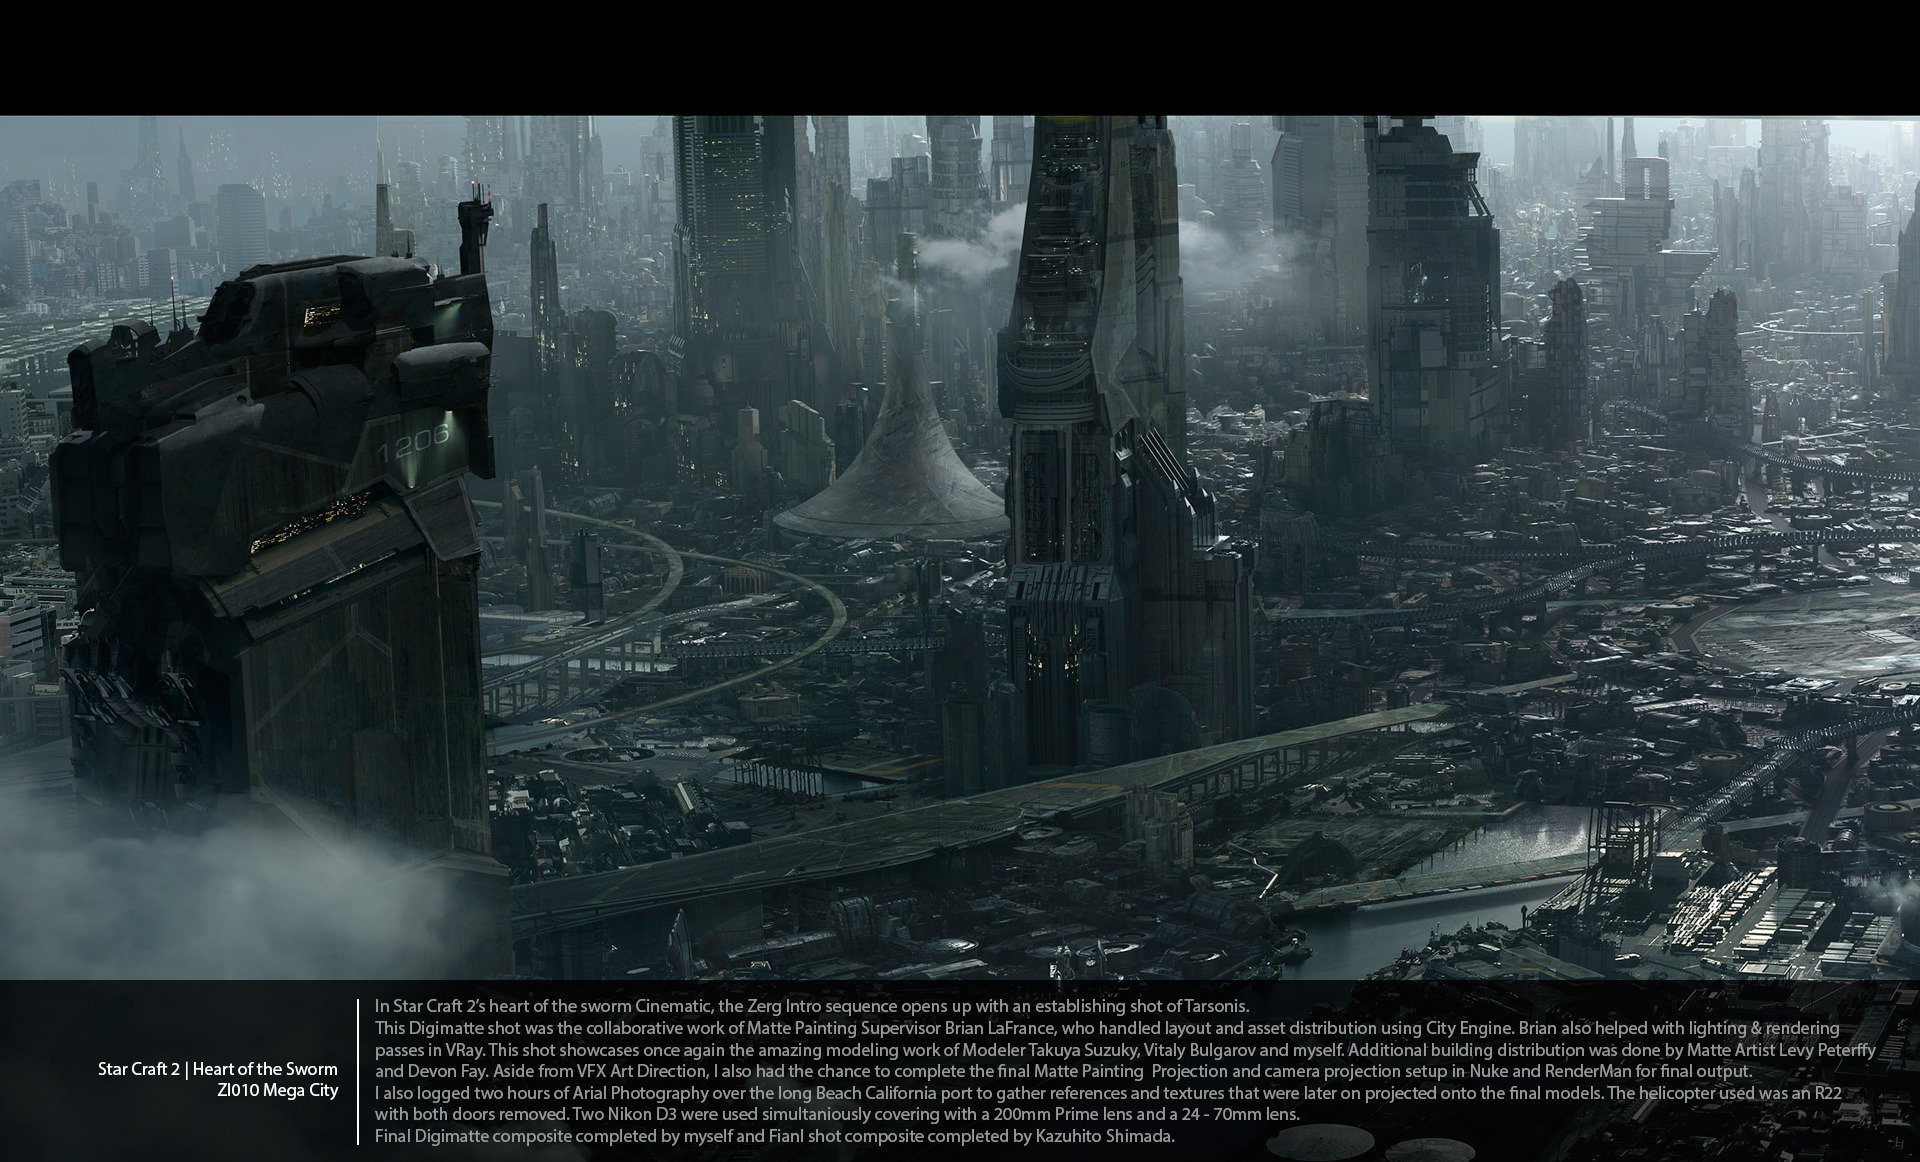 1206
Star Craft 2 | Heart of the Sworm
ZI010 Mega City
In Star Craft 2's heart of the sworm Cinematic, the Zerg Intro sequence opens up with an establishing shot of Tarsonis.
This Digimatte shot was the collaborative work of Matte Painting Supervisor Brian LaFrance, who handled layout and asset distribution using City Engine. Brian also helped with lighting & rendering
passes in VRay. This shot showcases once again the amazing modeling work of Modeler Takuya Suzuky, Vitaly Bulgarov and myself. Additional building distribution was done by Matte Artist Levy Peterffy
and Devon Fay. Aside from VFX Art Direction, I also had the chance to complete the final Matte Painting Projection and camera projection setup in Nuke and RenderMan for final output.
I also logged two hours of Arial Photography over the long Beach California port to gather references and textures that were later on projected onto the final models. The helicopter used was an R22
with both doors removed. Two Nikon D3 were used simultaniously covering with a 200mm Prime lens and a 24 - 70mm lens.
Final Digimatte composite completed by myself and Fianl shot composite completed by Kazuhito Shimada.